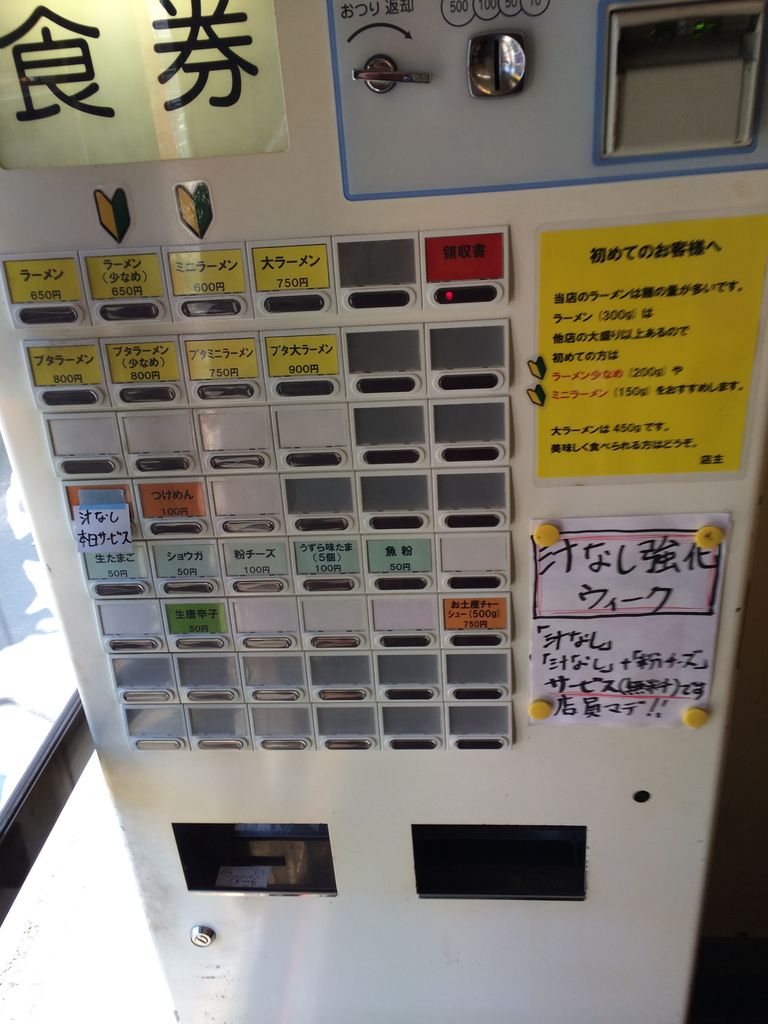 食券
おつり 返却
500 100 50 10
ラーメン
650円
ラーメン
(少なめ)
650円
ミニラーメン
600円
大ラーメン
750円
領収書
ブタラーメン
800円
ブタラーメン
(少なめ)
800円
ブタミニラーメン
750円
ブタ大ラーメン
900円
汁なし
本日サービス
つけめん
100円
生たまご
50円
ショウガ
50円
粉チーズ
100円
うずら味たま
(5個)
100円
魚粉
50円
生唐辛子
50円
お土産チャー
シュー(500g)
750円
初めてのお客様へ
当店のラーメンは麺の量が多いです。
ラーメン (300g) は
他店の大盛り以上あるので
初めての方は
ラーメン少なめ (200g) や
ミニラーメン (150g) をおすすめします。
大ラーメンは 450g です。
美味しく食べられる方はどうぞ。
店主
汁なし強化
ウィーク
「汁なし」
「汁なし」+「粉チーズ」
サービス(無料)です
店員マデ!!